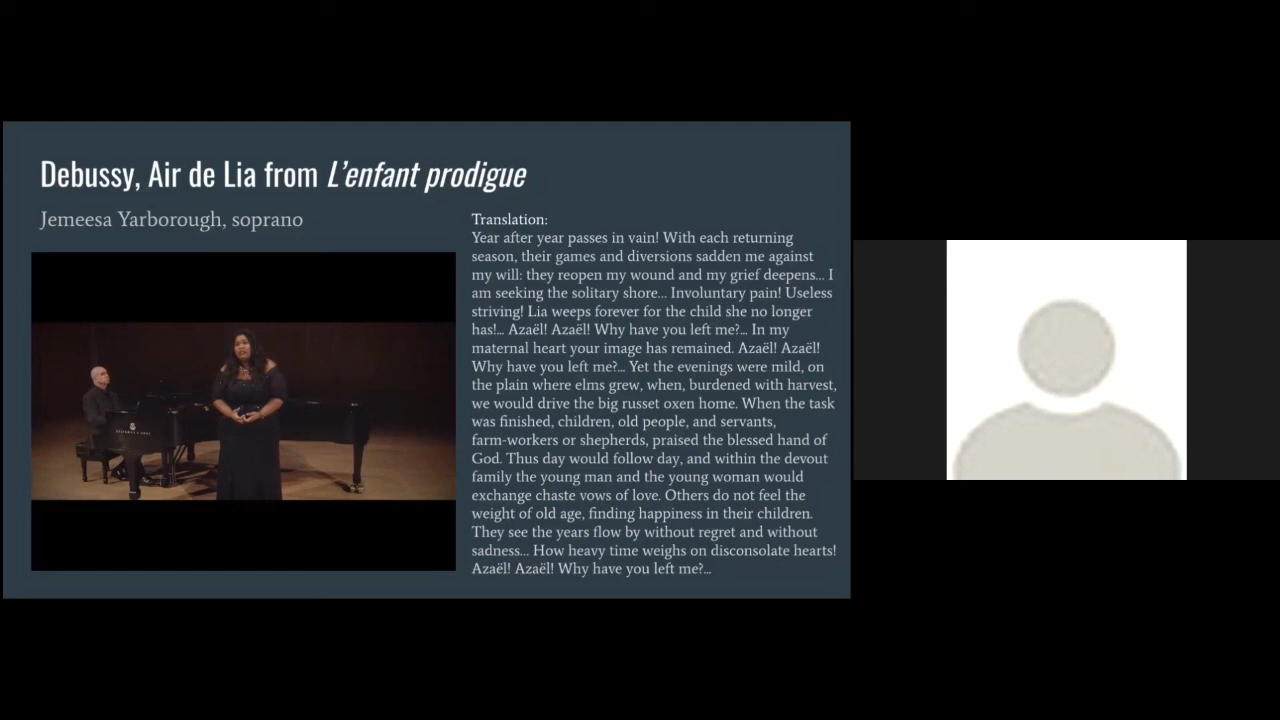 Debussy, Air de Lia from L'enfant prodigue
Jemeesa Yarborough, soprano
Translation:
Year after year passes in vain! With each returning
season, their games and diversions sadden me against
my will: they reopen my wound and my grief deepens... I
am seeking the solitary shore... Involuntary pain! Useless
striving! Lia weeps forever for the child she no longer
has!... Azaël! Azaël! Why have you left me?... In my
maternal heart your image has remained. Azaël! Azaël!
Why have you left me?... Yet the evenings were mild, on
the plain where elms grew, when, burdened with harvest,
we would drive the big russet oxen home. When the task
was finished, children, old people, and servants,
farm-workers or shepherds, praised the blessed hand of
God. Thus day would follow day, and within the devout
family the young man and the young woman would
exchange chaste vows of love. Others do not feel the
weight of old age, finding happiness in their children.
They see the years flow by without regret and without
sadness... How heavy time weighs on disconsolate hearts!
Azaël! Azaël! Why have you left me?...